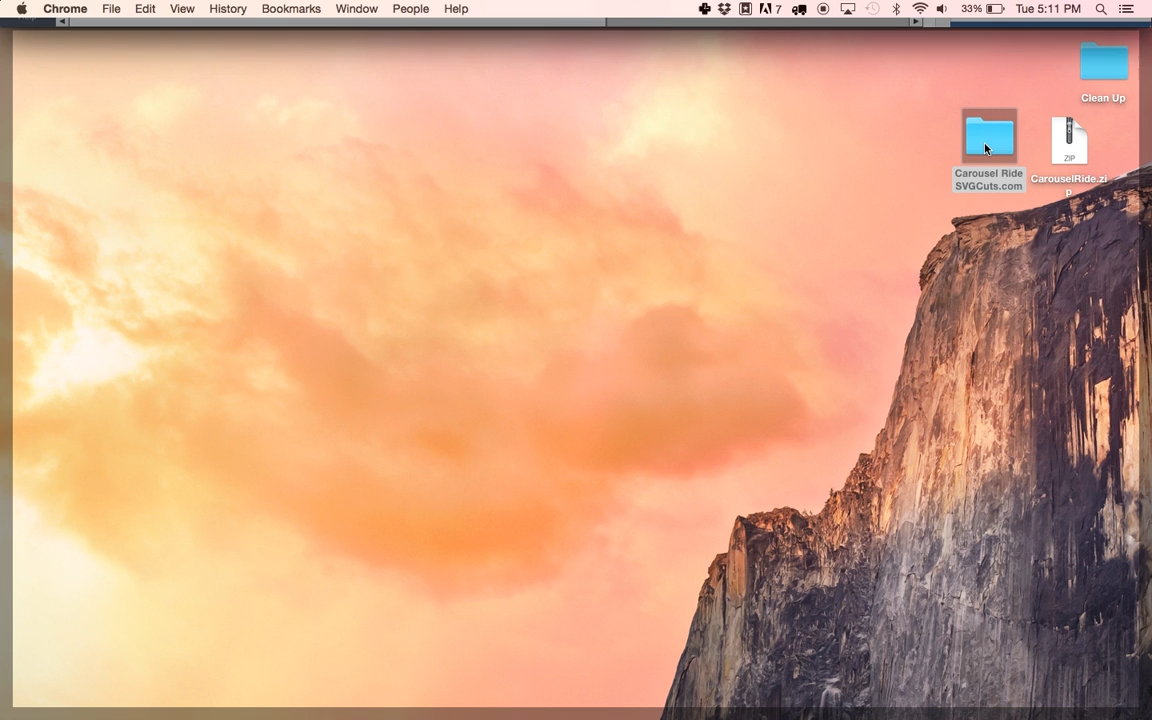 Chrome File Edit View History Bookmarks Window People Help 7 33% Tue 5:11 PM
Clean Up
Carousel Ride
SVGCuts.com
ZIP
CarouselRide.zi
p